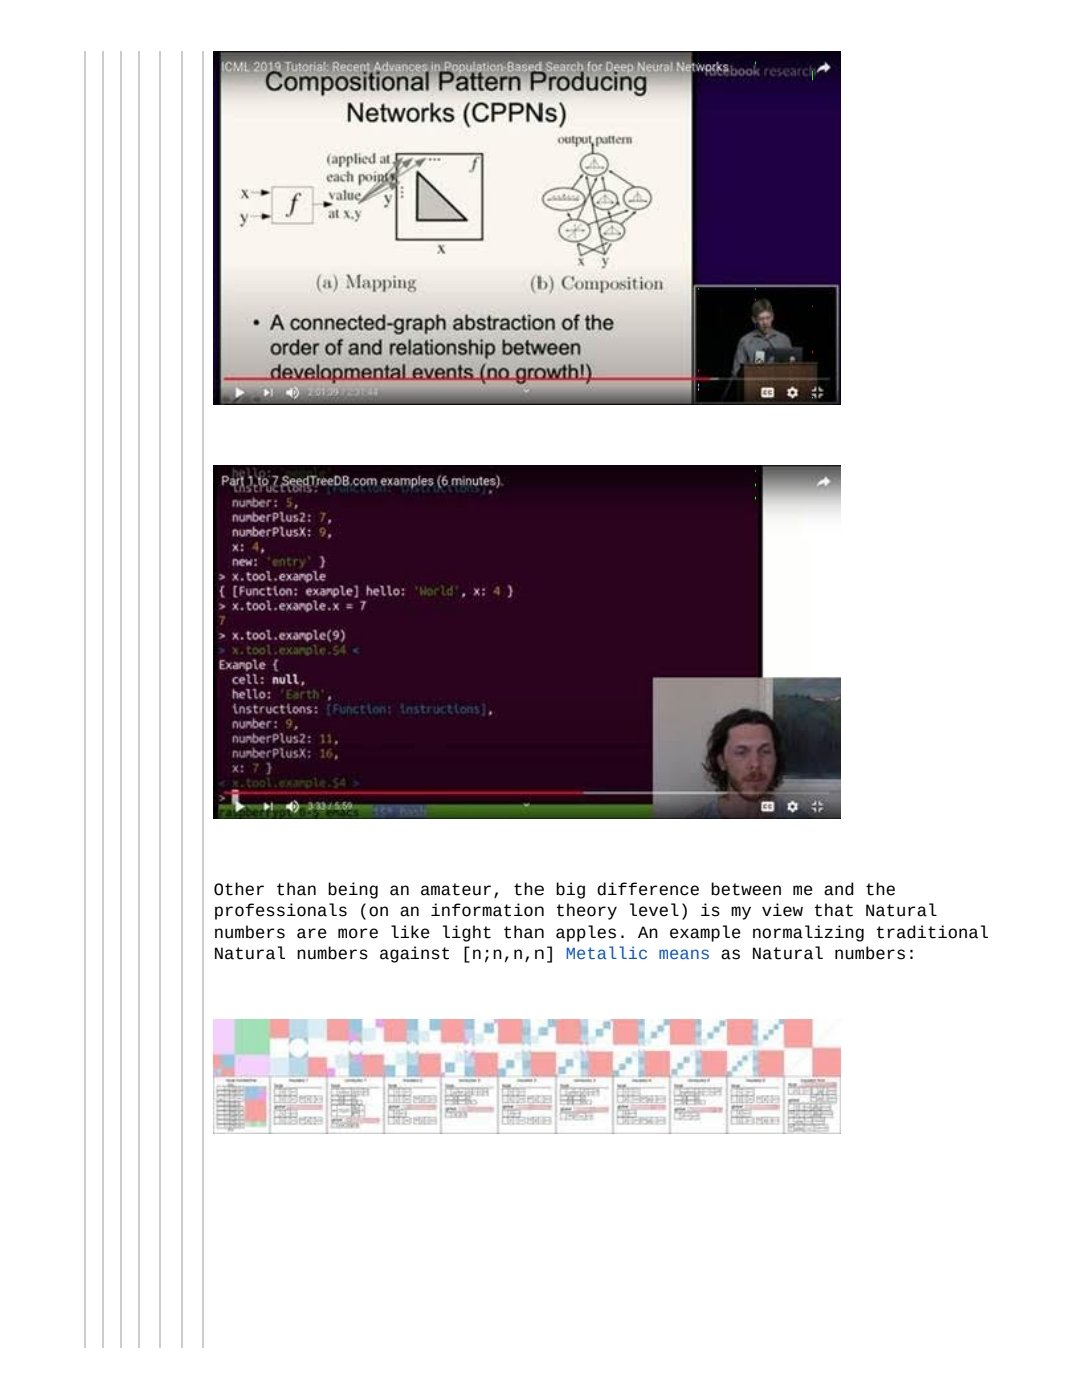 ICML 2019 Tutorial: Recent Advances in Population-Based Search for Deep Neural Networks
facebook research
Compositional Pattern Producing
Networks (CPPNs)
output pattern
(applied at
each point
x
f
value
y
f
y
at x,y
x
x y
(a) Mapping
(b) Composition
• A connected-graph abstraction of the
order of and relationship between
developmental events (no growth!)
2:01:39 / 2:21:44
Part 1 to 7 SeedTreeDB.com examples (6 minutes).
instructions: [Function: instructions],
number: 5,
numberPlus2: 7,
numberPlusX: 9,
x: 4,
new: 'entry' }
> x.tool.example
{ [Function: example] hello: 'World', x: 4 }
> x.tool.example.x = 7
7
> x.tool.example(9)
> x.tool.example.$4 <
Example {
cell: null,
hello: 'Earth',
instructions: [Function: instructions],
number: 9,
numberPlus2: 11,
numberPlusX: 16,
x: 7 }
< x.tool.example.$4 >
>
3:33 / 5:59
Other than being an amateur, the big difference between me and the
professionals (on an information theory level) is my view that Natural
numbers are more like light than apples. An example normalizing traditional
Natural numbers against [n;n,n,n] Metallic means as Natural numbers: